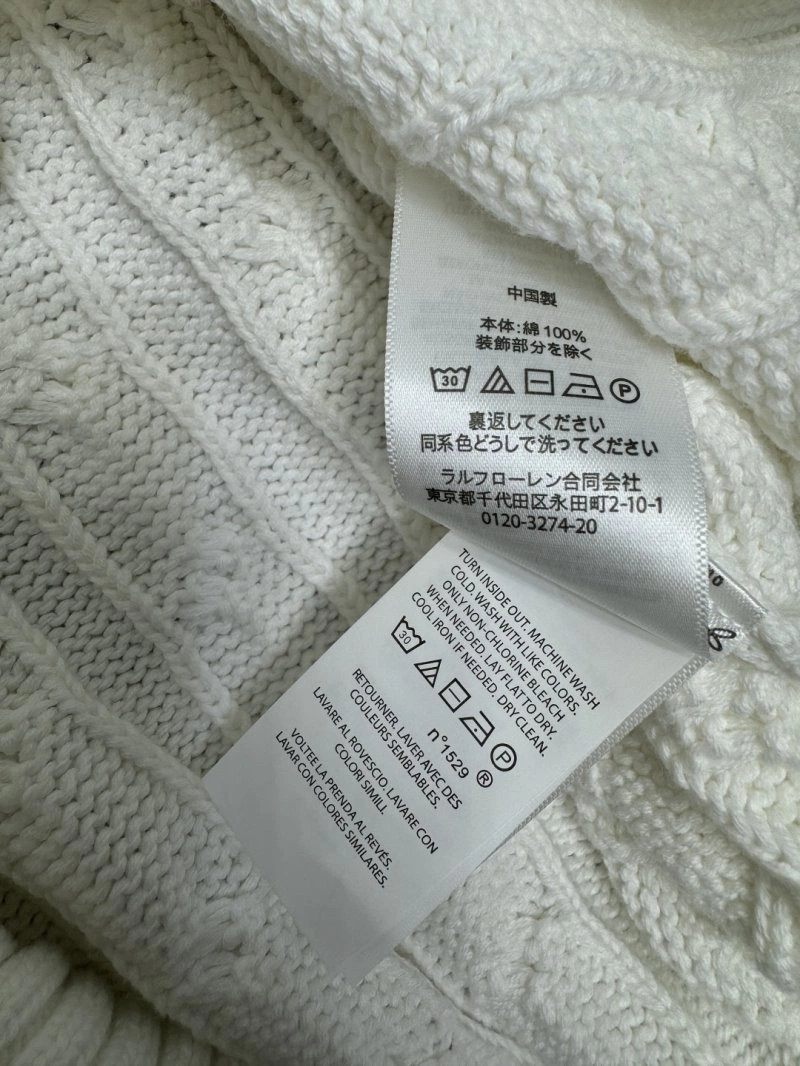 中国製
本体:綿100%
装飾部分を除く
30
P
裏返してください
同系色どうしで洗ってください
ラルフローレン合同会社
東京都千代田区永田町2-10-1
0120-3274-20
TURN INSIDE OUT. MACHINE WASH
COLD. WASH WITH LIKE COLORS.
ONLY NON-CHLORINE BLEACH
WHEN NEEDED. LAY FLAT TO DRY.
COOL IRON IF NEEDED. DRY CLEAN.
30
P
n°1529 ®
RETOURNER. LAVER AVEC DES
COULEURS SEMBLABLES.
LAVARE AL ROVESCIO. LAVARE CON
COLORI SIMILI.
VOLTEE LA PRENDA AL REVÉS.
LAVAR CON COLORES SIMILARES.